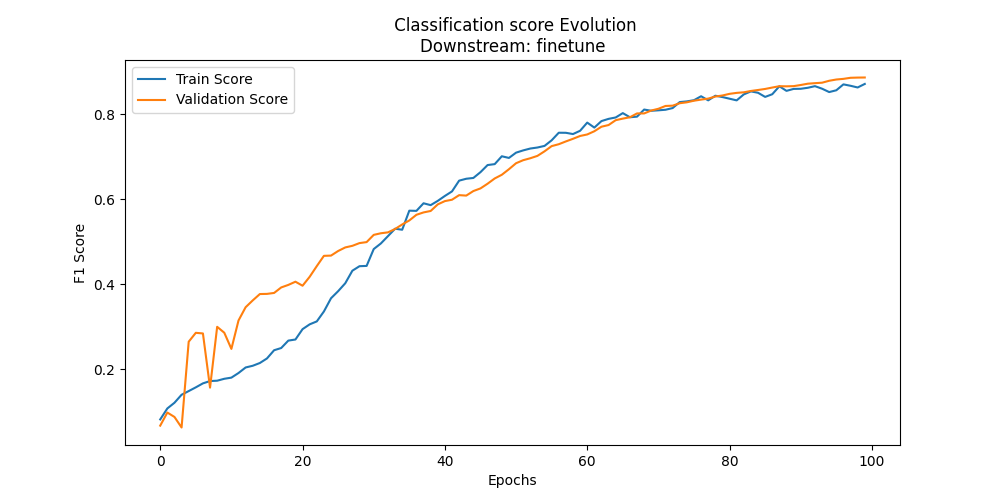 Classification score Evolution
Downstream: finetune
Train Score
Validation Score
F1 Score
0.8
0.6
0.4
0.2
0 20 40 60 80 100
Epochs